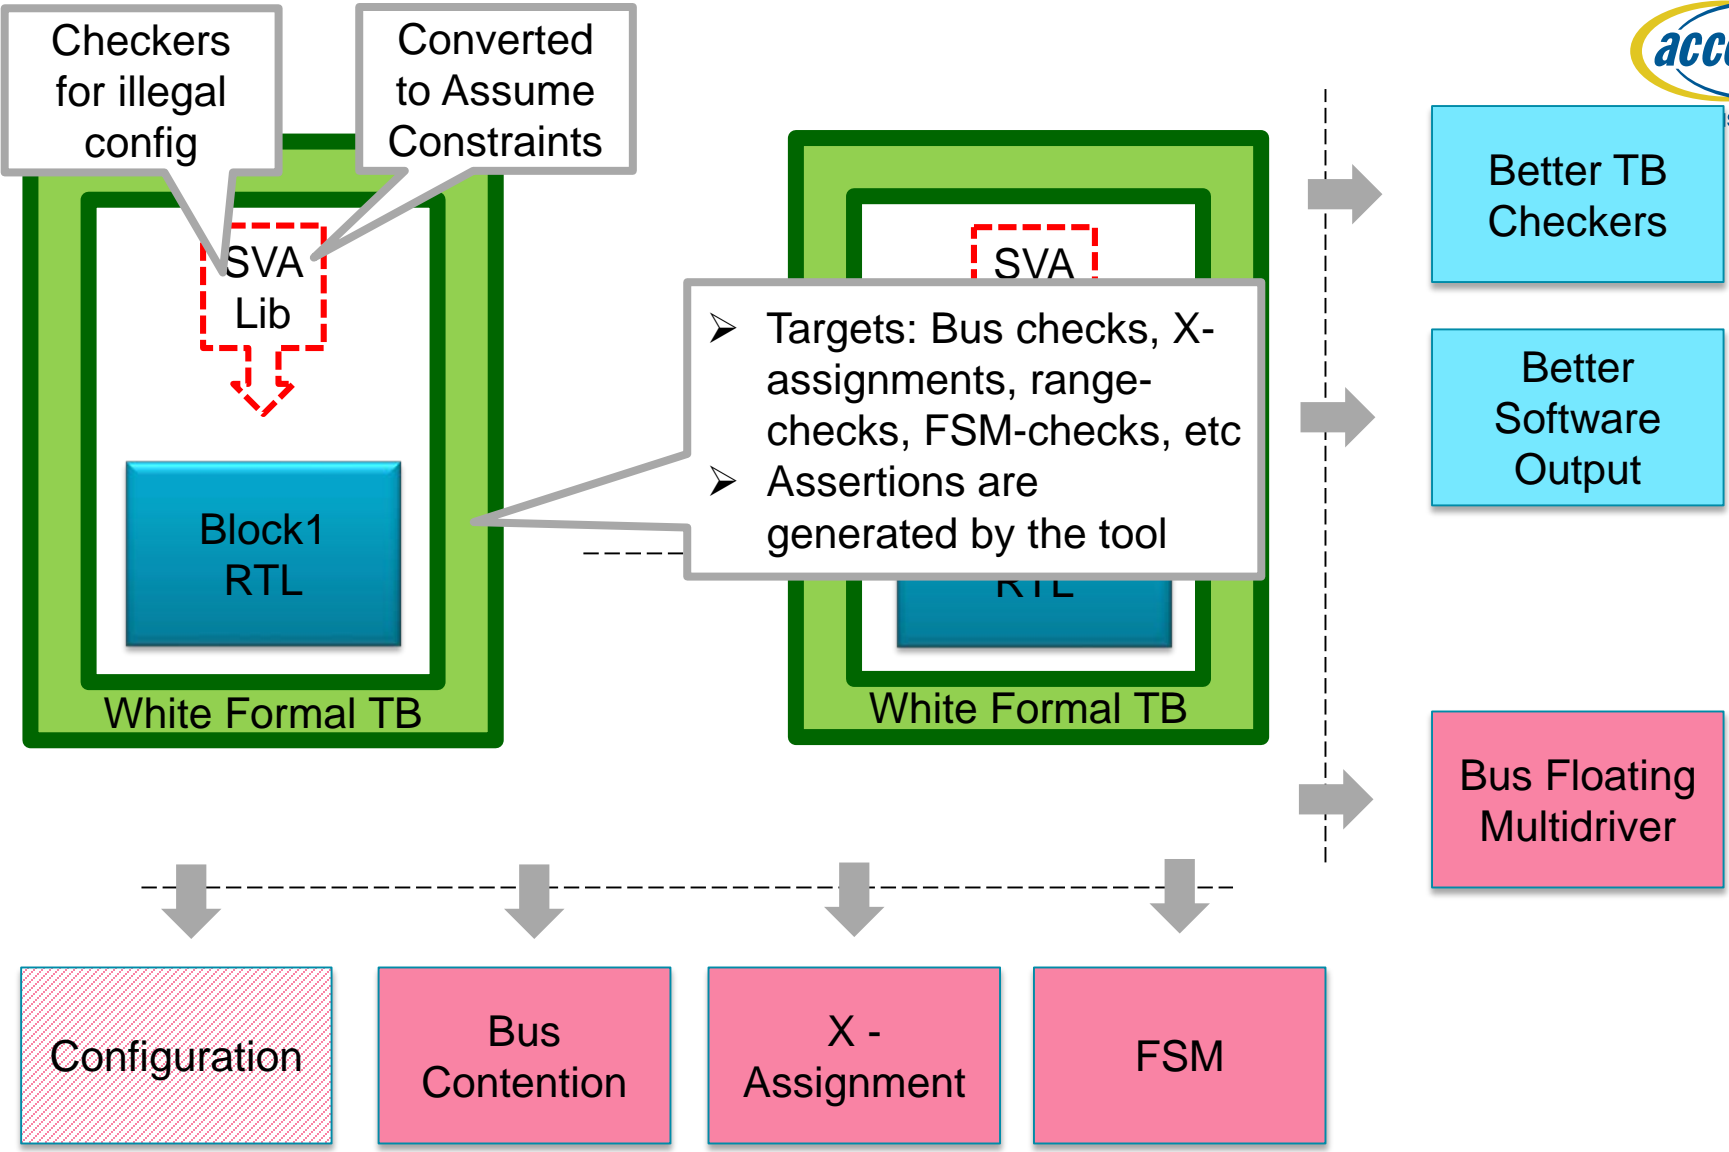 Checkers
for illegal
config
Converted
to Assume
Constraints
SVA
Lib
Block1
RTL
White Formal TB
SVA
➢ Targets: Bus checks, X-
assignments, range-
checks, FSM-checks, etc
➢ Assertions are
generated by the tool
RTL
White Formal TB
Better TB
Checkers
Better
Software
Output
Bus Floating
Multidriver
Configuration
Bus
Contention
X -
Assignment
FSM